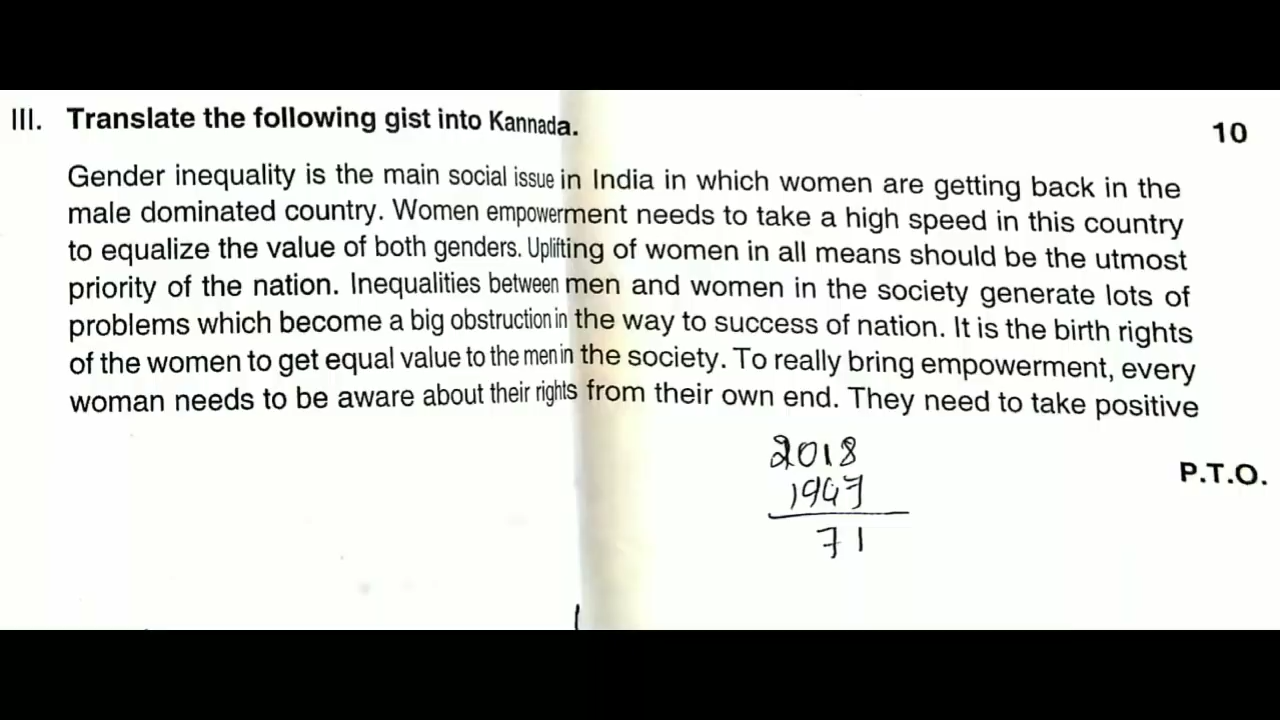 III. Translate the following gist into Kannada.
10
Gender inequality is the main social issue in India in which women are getting back in the
male dominated country. Women empowerment needs to take a high speed in this country
to equalize the value of both genders. Uplifting of women in all means should be the utmost
priority of the nation. Inequalities between men and women in the society generate lots of
problems which become a big obstruction in the way to success of nation. It is the birth rights
of the women to get equal value to the men in the society. To really bring empowerment, every
woman needs to be aware about their rights from their own end. They need to take positive
2018
1947
71
P.T.O.